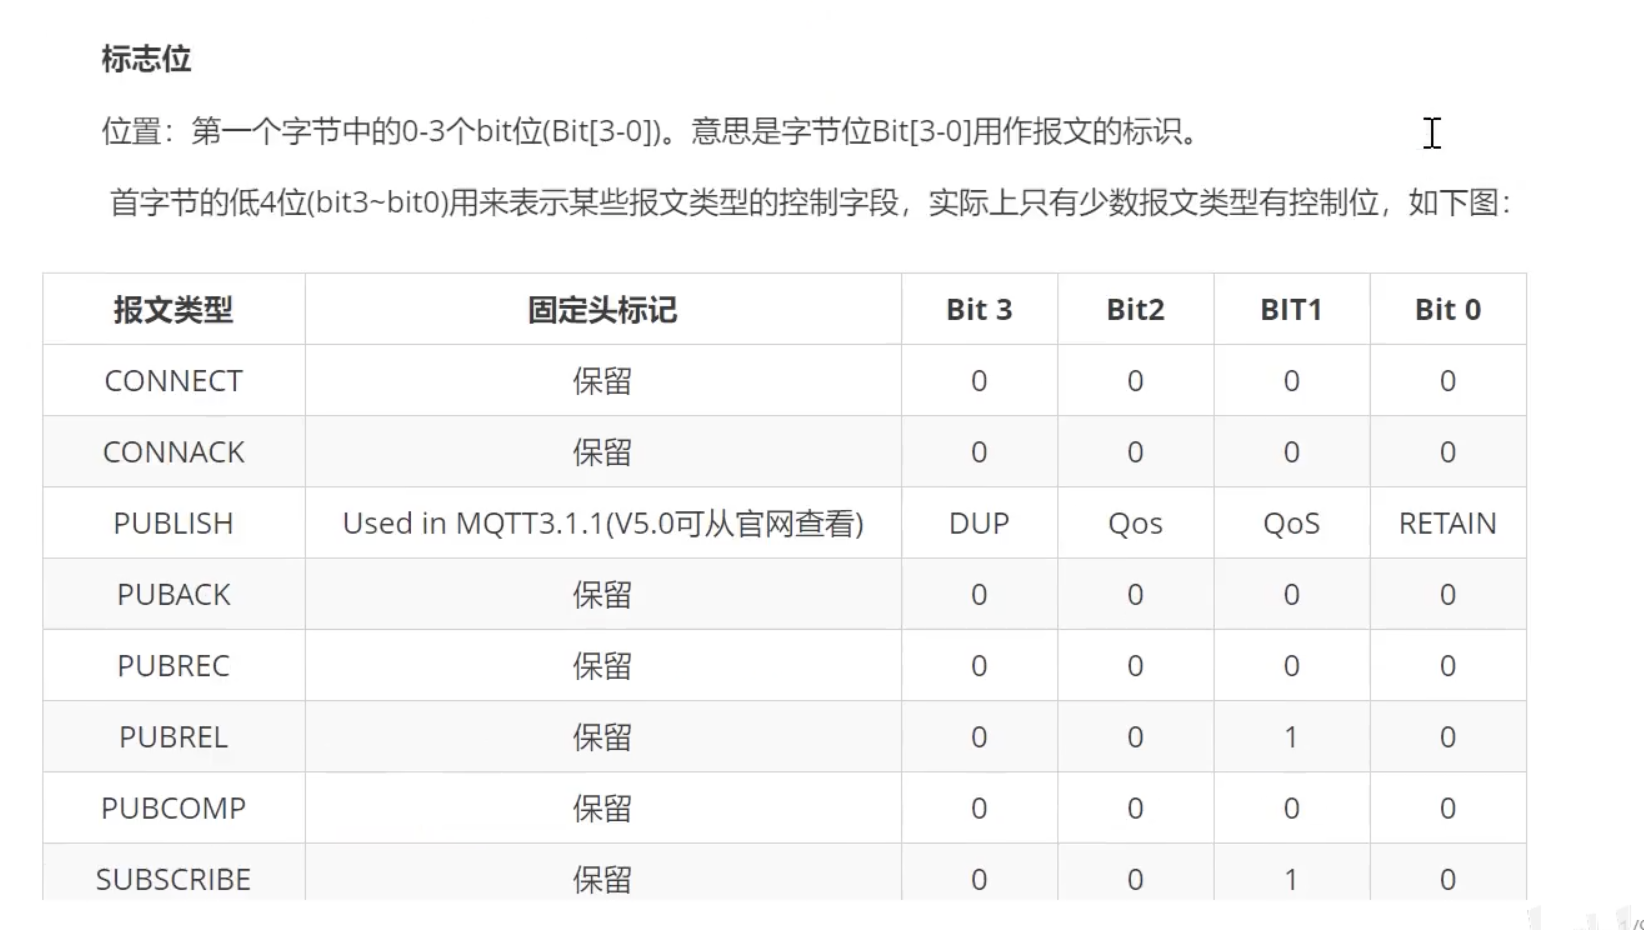 标志位
位置：第一个字节中的0-3个bit位(Bit[3-0])。意思是字节位Bit[3-0]用作报文的标识。
首字节的低4位(bit3~bit0)用来表示某些报文类型的控制字段，实际上只有少数报文类型有控制位，如下图：
报文类型 固定头标记 Bit 3 Bit2 BIT1 Bit 0
CONNECT 保留 0 0 0 0
CONNACK 保留 0 0 0 0
PUBLISH Used in MQTT3.1.1(V5.0可从官网查看) DUP Qos QoS RETAIN
PUBACK 保留 0 0 0 0
PUBREC 保留 0 0 0 0
PUBREL 保留 0 0 1 0
PUBCOMP 保留 0 0 0 0
SUBSCRIBE 保留 0 0 1 0